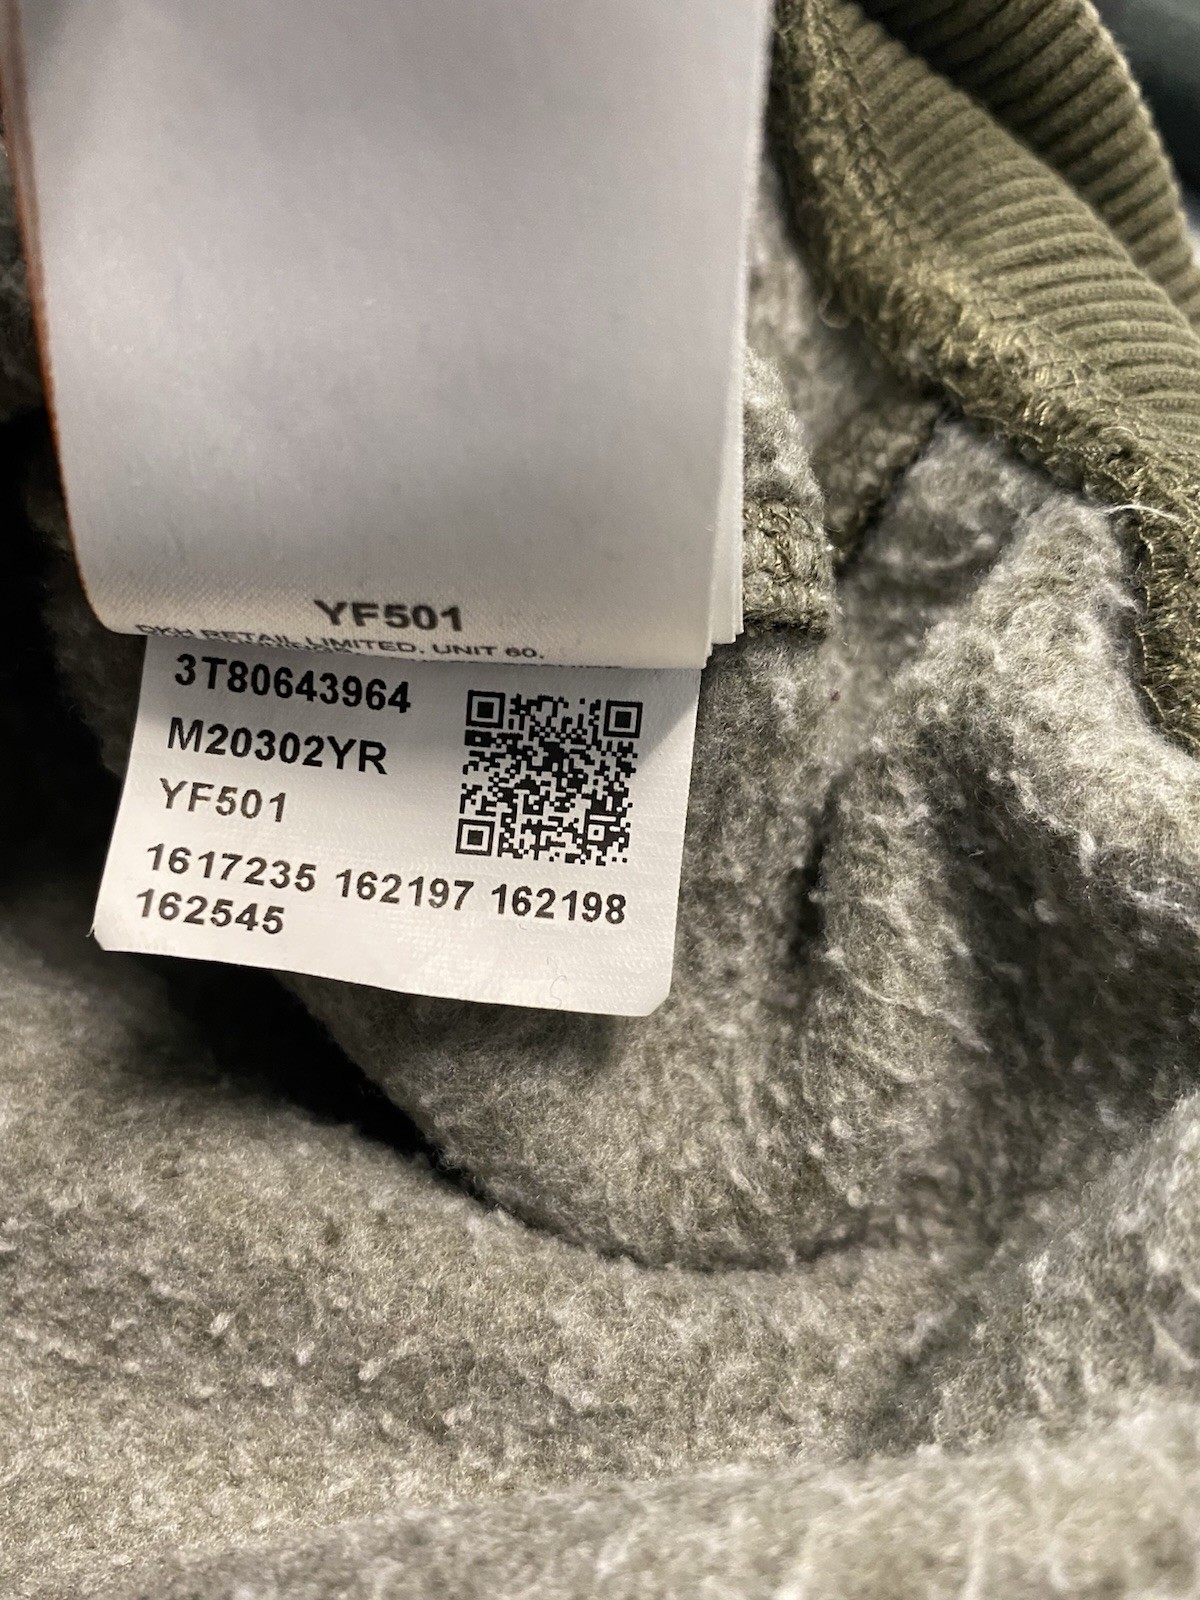 YF501
DKH RETAIL LIMITED, UNIT 60,
3T80643964
M20302YR
YF501
1617235 162197 162198
162545